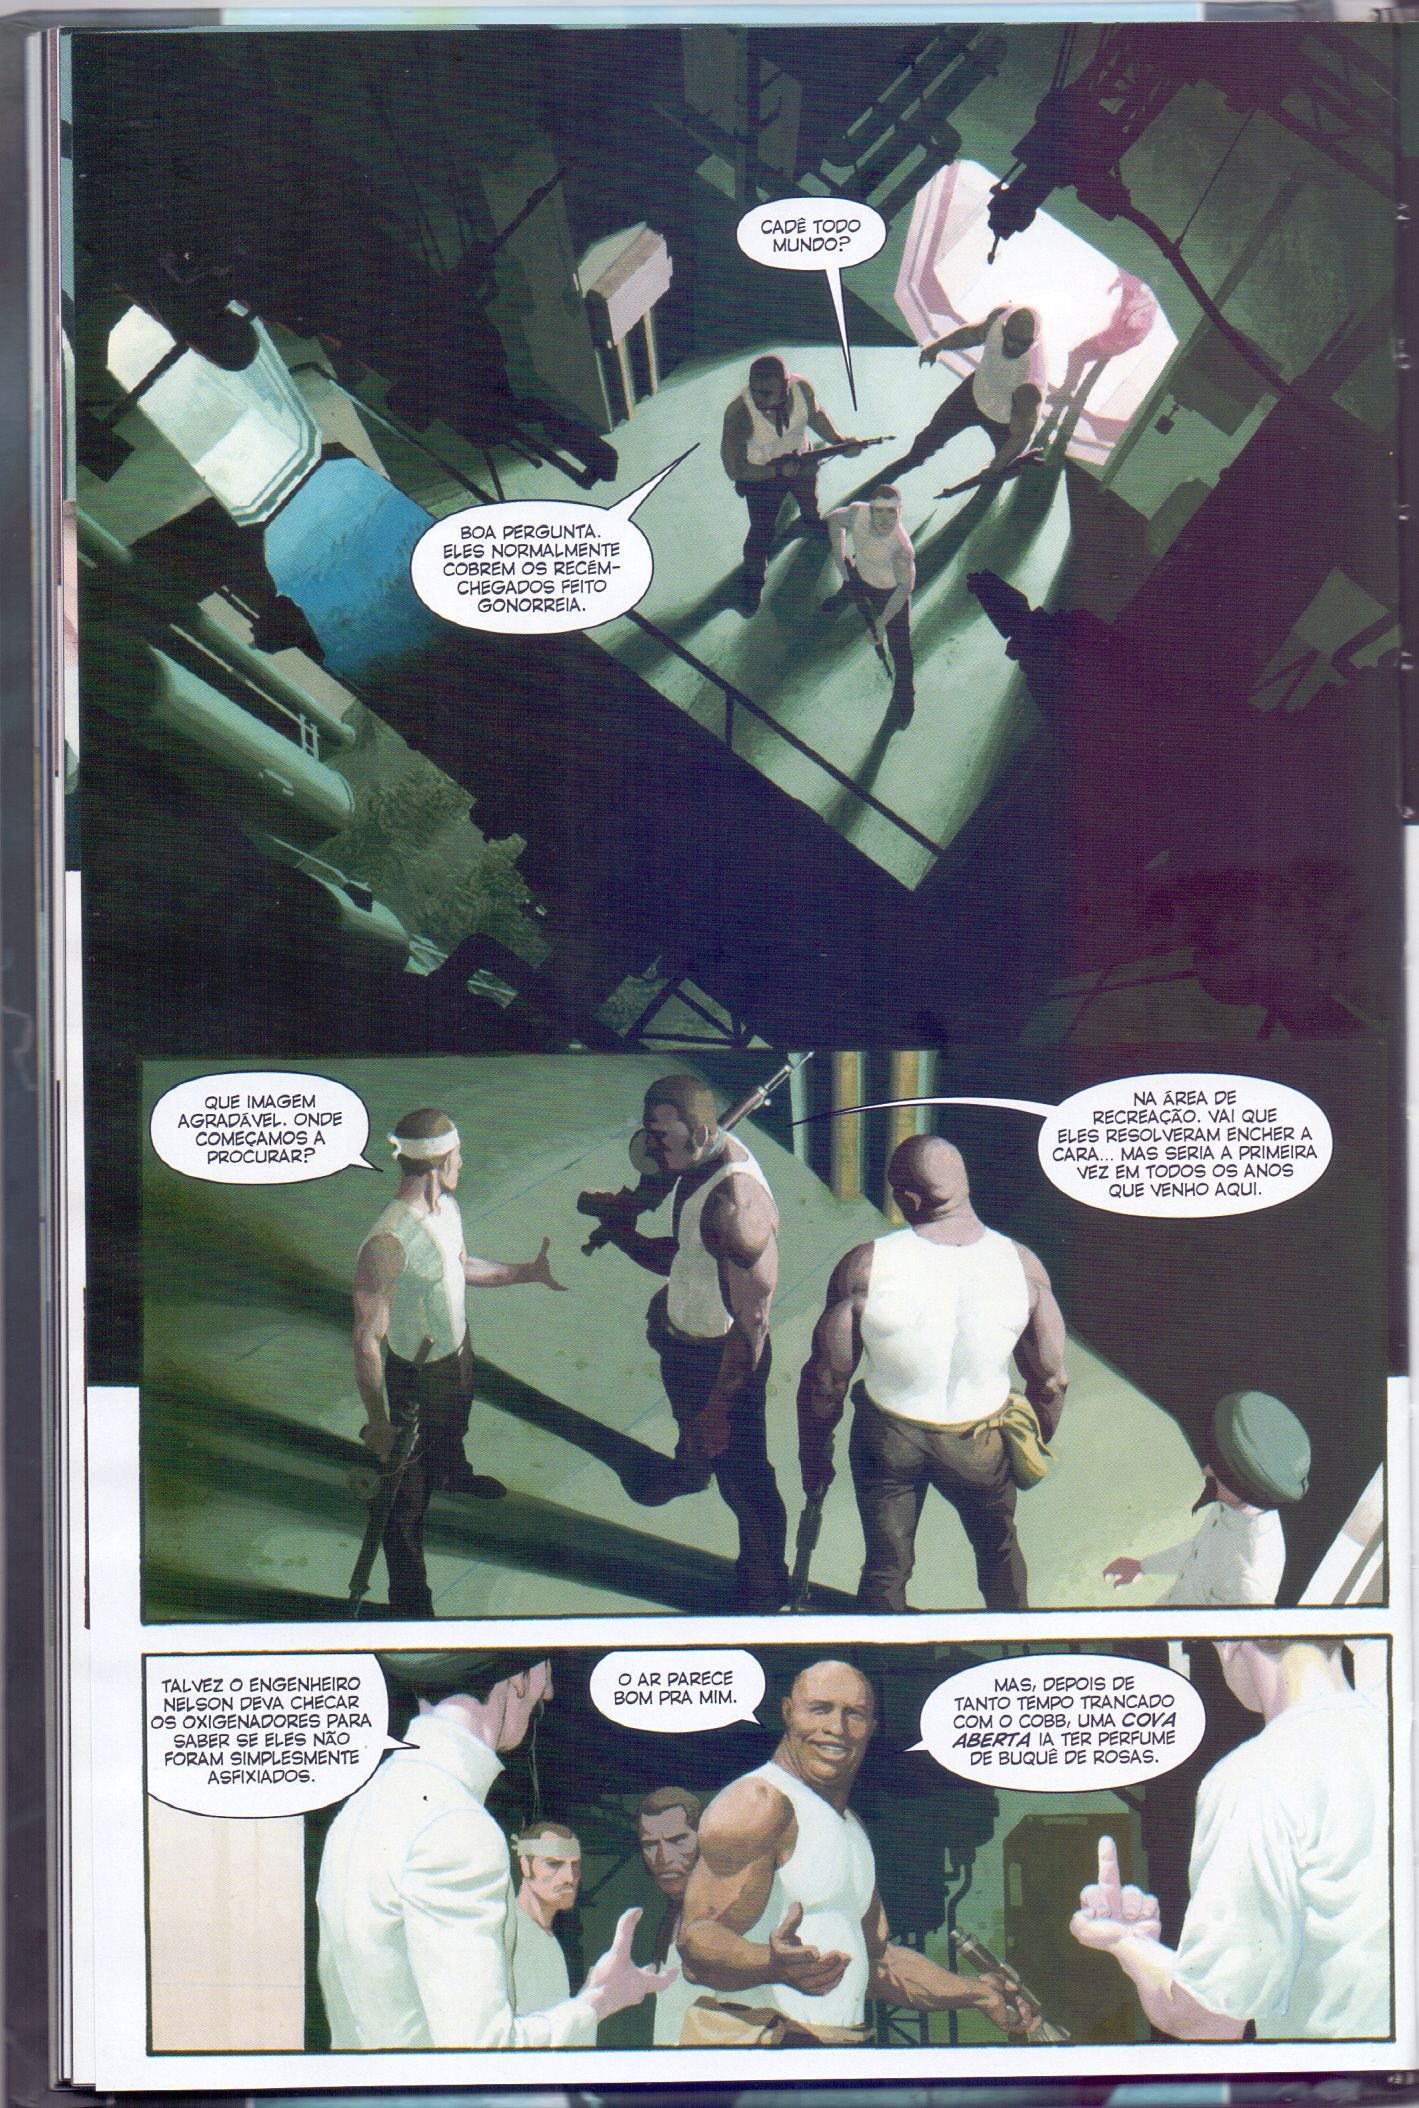 CADÊ TODO
MUNDO?
BOA PERGUNTA.
ELES NORMALMENTE
COBREM OS RECÉM-
CHEGADOS FEITO
GONORREIA.
QUE IMAGEM
AGRADÁVEL. ONDE
COMEÇAMOS A
PROCURAR?
NA ÁREA DE
RECREAÇÃO. VAI QUE
ELES RESOLVERAM ENCHER A
CARA... MAS SERIA A PRIMEIRA
VEZ EM TODOS OS ANOS
QUE VENHO AQUI.
TALVEZ O ENGENHEIRO
NELSON DEVA CHECAR
OS OXIGENADORES PARA
SABER SE ELES NÃO
FORAM SIMPLESMENTE
ASFIXIADOS.
O AR PARECE
BOM PRA MIM.
MAS, DEPOIS DE
TANTO TEMPO TRANCADO
COM O COBB, UMA COVA
ABERTA IA TER PERFUME
DE BUQUÊ DE ROSAS.